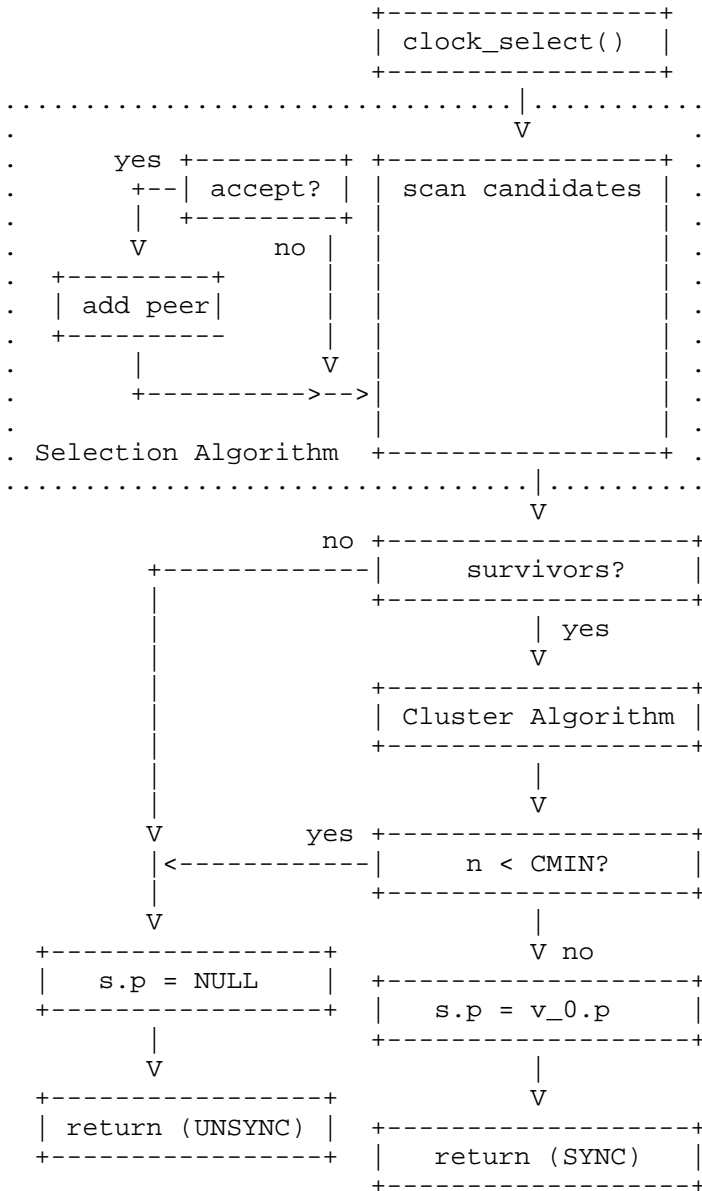 clock_select()
yes
accept? scan candidates
no
add peer
Selection Algorithm
no
survivors?
yes
Cluster Algorithm
yes
n < CMIN?
no
s.p = NULL
s.p = v_0.p
return (UNSYNC)
return (SYNC)